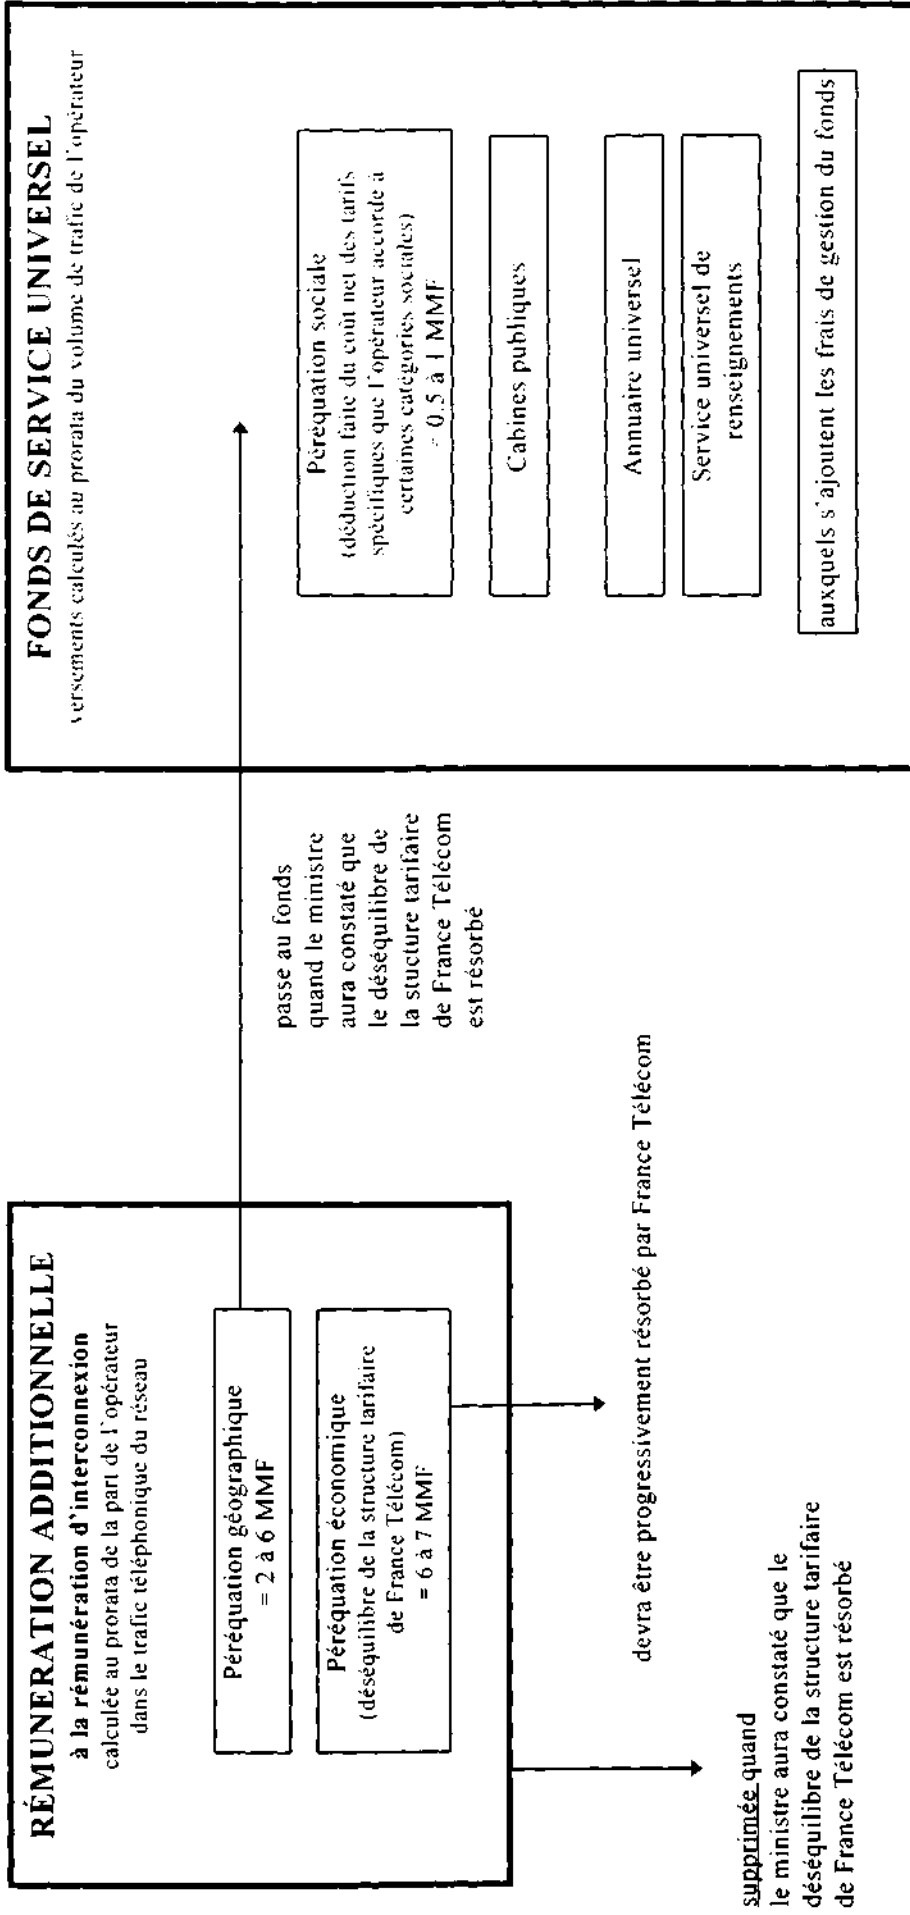 RÉMUNERATION ADDITIONNELLE
à la rémunération d'interconnexion
calculée au prorata de la part de l'opérateur
dans le trafic téléphonique du réseau
Péréquation géographique
= 2 à 6 MMF
Péréquation économique
(déséquilibre de la structure tarifaire
de France Télécom)
= 6 à 7 MMF
devra être progressivement résorbé par France Télécom
supprimée quand
le ministre aura constaté que le
déséquilibre de la structure tarifaire
de France Télécom est résorbé
passe au fonds
quand le ministre
aura constaté que
le déséquilibre de
la stucture tarifaire
de France Télécom
est résorbé
FONDS DE SERVICE UNIVERSEL
versements calculés au prorata du volume de trafic de l'opérateur
Péréquation sociale
(déduction faite du coût net des tarifs
spécifiques que l'opérateur accorde à
certaines catégories sociales)
= 0,5 à 1 MMF
Cabines publiques
Annuaire universel
Service universel de
renseignements
auxquels s'ajoutent les frais de gestion du fonds